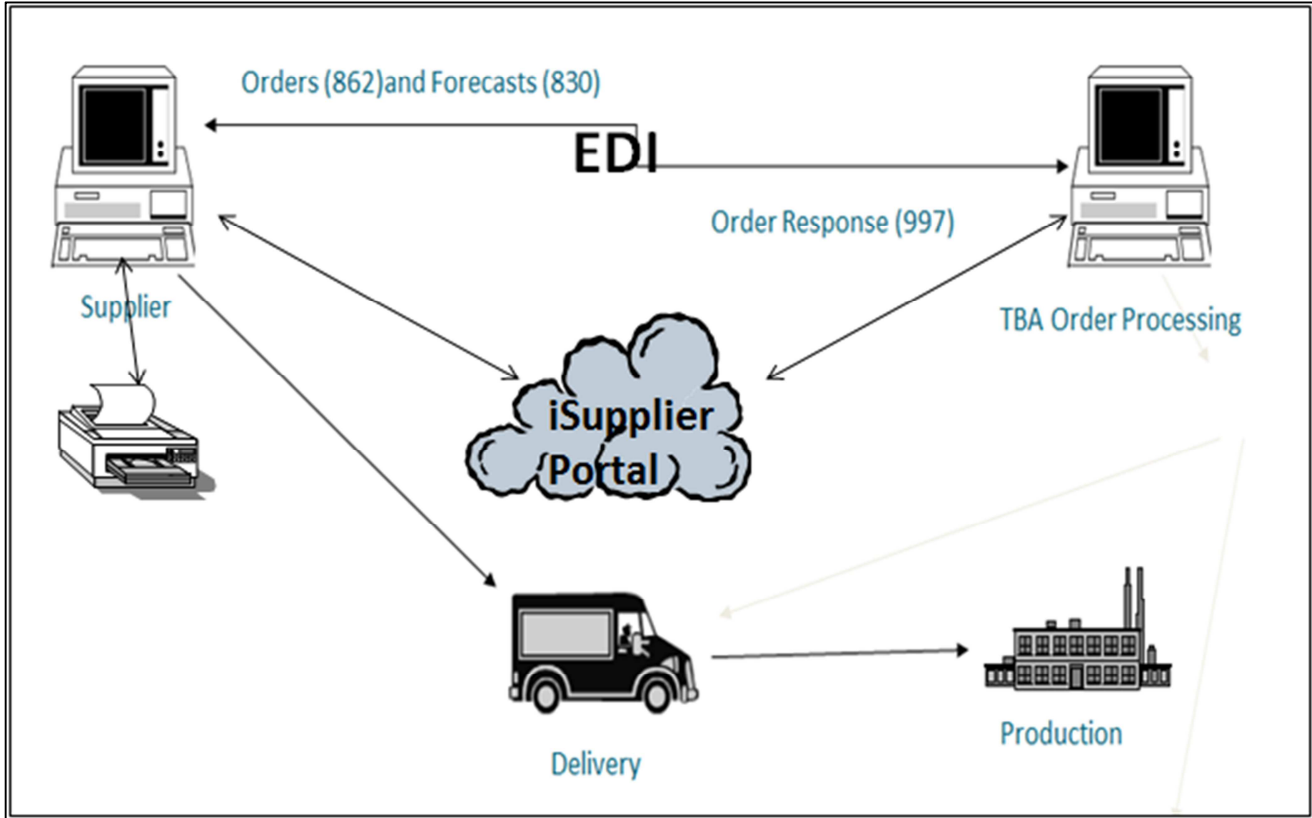 Orders (862)and Forecasts (830)
EDI
Order Response (997)
Supplier
TBA Order Processing
iSupplier
Portal
Production
Delivery